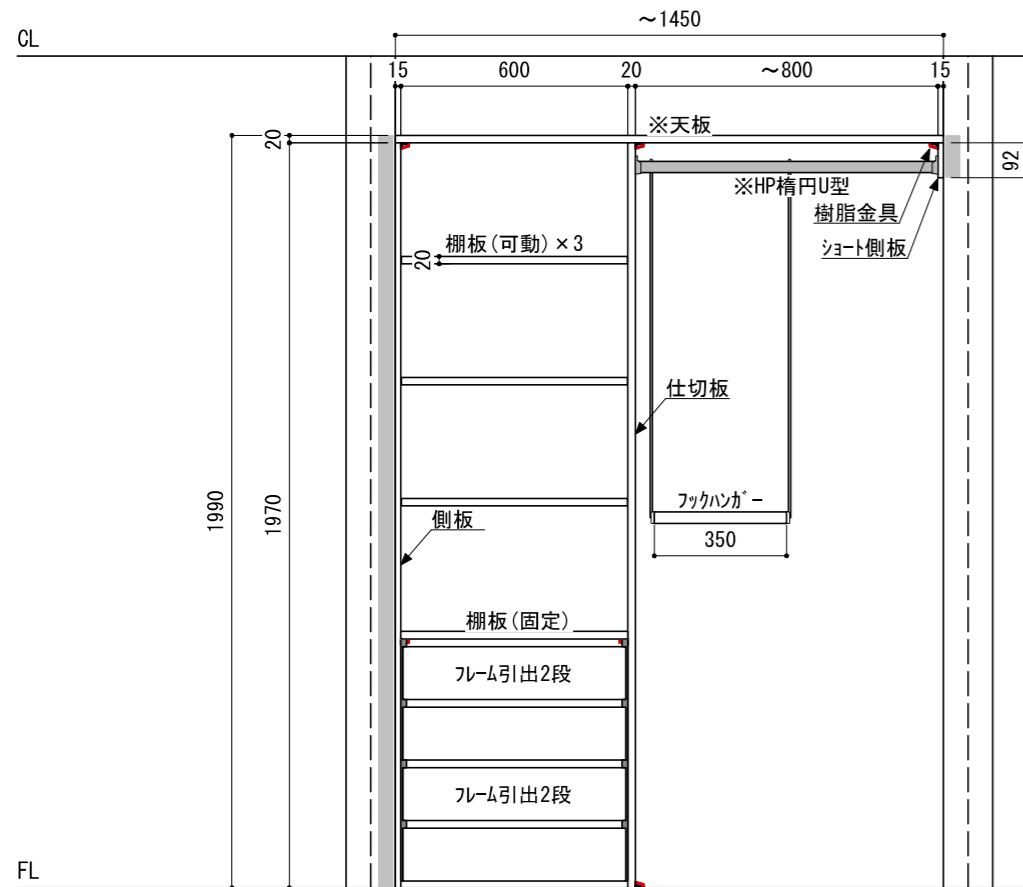 ~1450
CL
15 600 20 ~800 15
20
※天板
92
※HP楕円U型
樹脂金具
ｼｮｰﾄ側板
棚板(可動)×3
20
仕切板
ﾌｯｸﾊﾝｶﾞｰ
350
1990
1970
側板
棚板(固定)
ﾌﾚｰﾑ引出2段
ﾌﾚｰﾑ引出2段
FL